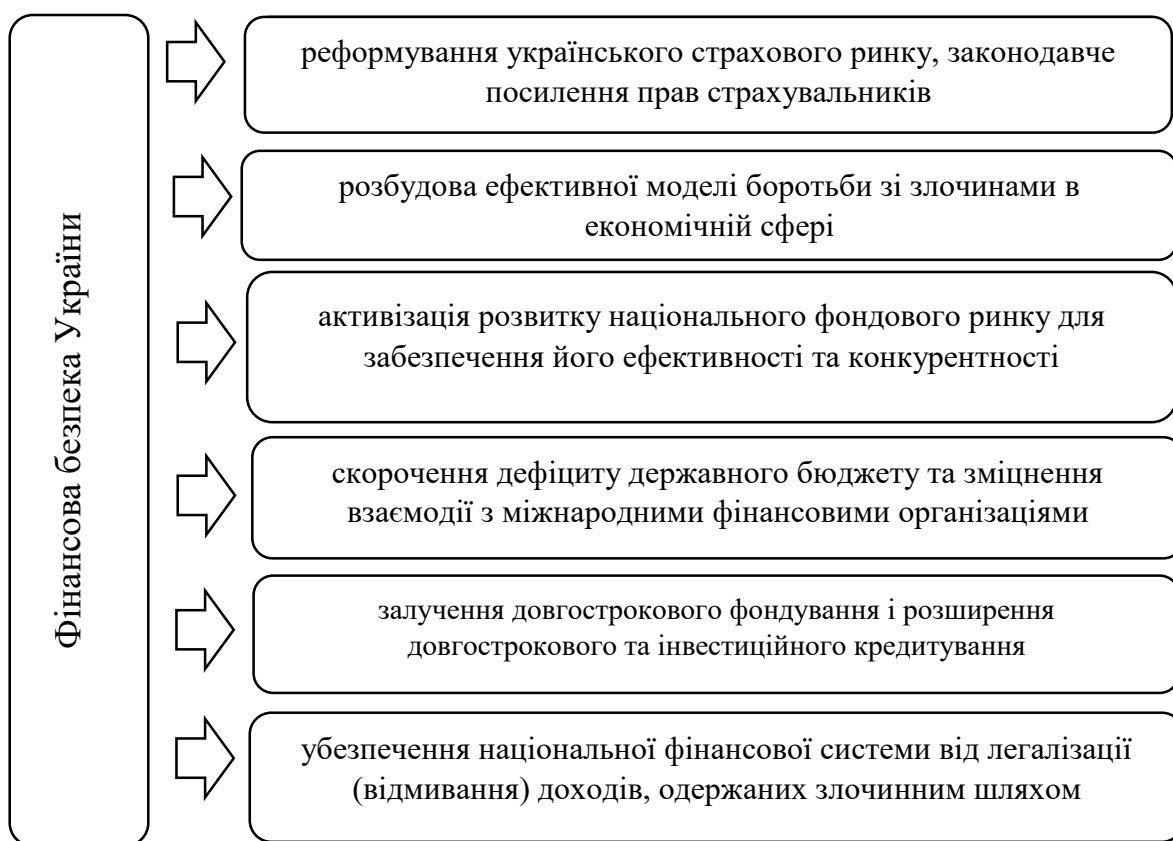 Фінансова безпека України
реформування українського страхового ринку, законодавче
посилення прав страхувальників
розбудова ефективної моделі боротьби зі злочинами в
економічній сфері
активізація розвитку національного фондового ринку для
забезпечення його ефективності та конкурентності
скорочення дефіциту державного бюджету та зміцнення
взаємодії з міжнародними фінансовими організаціями
залучення довгострокового фондування і розширення
довгострокового та інвестиційного кредитування
убезпечення національної фінансової системи від легалізації
(відмивання) доходів, одержаних злочинним шляхом